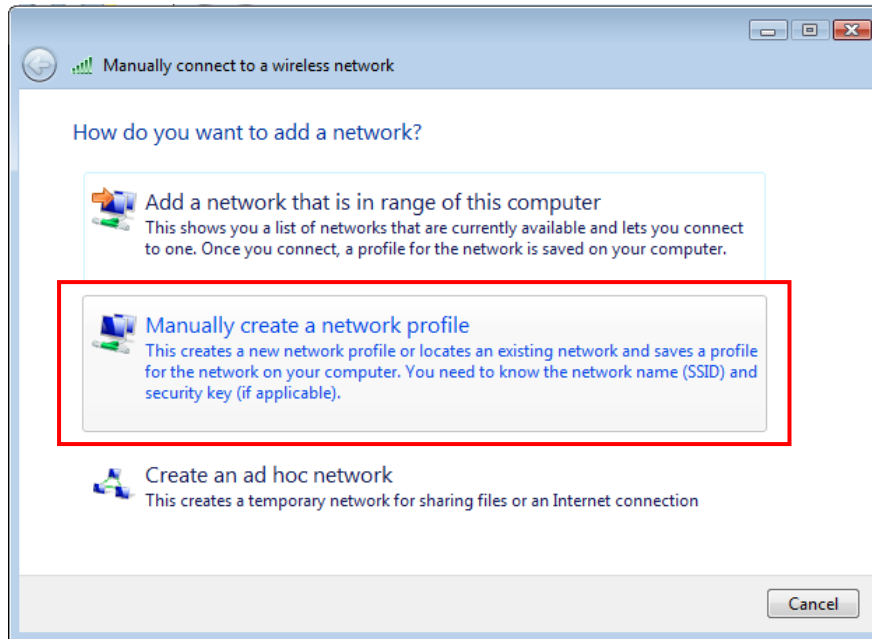 Manually connect to a wireless network
How do you want to add a network?
Add a network that is in range of this computer
This shows you a list of networks that are currently available and lets you connect
to one. Once you connect, a profile for the network is saved on your computer.
Manually create a network profile
This creates a new network profile or locates an existing network and saves a profile
for the network on your computer. You need to know the network name (SSID) and
security key (if applicable).
Create an ad hoc network
This creates a temporary network for sharing files or an Internet connection
Cancel